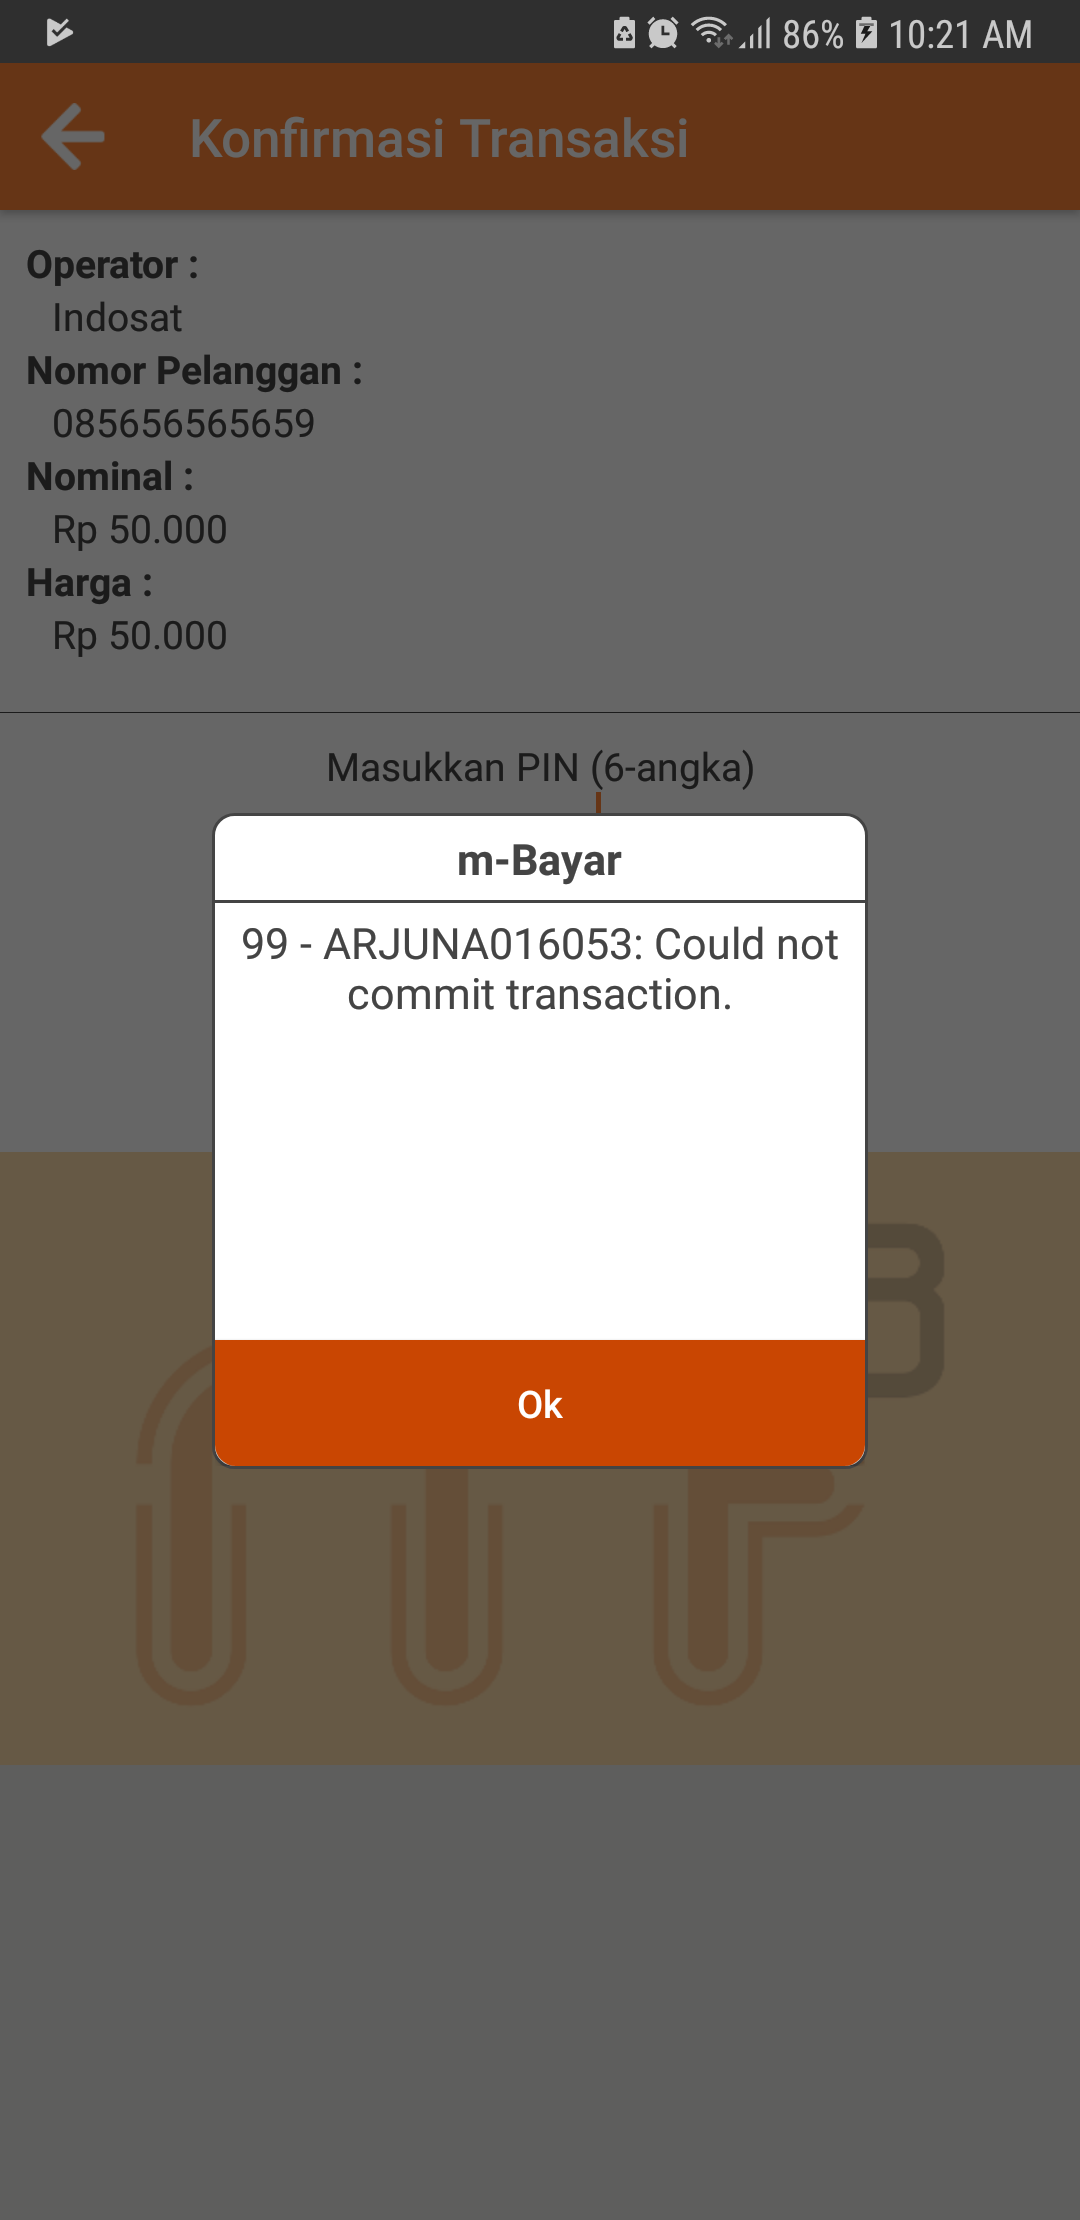 86% 10:21 AM
Konfirmasi Transaksi
Operator :
Indosat
Nomor Pelanggan :
085656565659
Nominal :
Rp 50.000
Harga :
Rp 50.000
Masukkan PIN (6-angka)
m-Bayar
99 - ARJUNA016053: Could not
commit transaction.
Ok